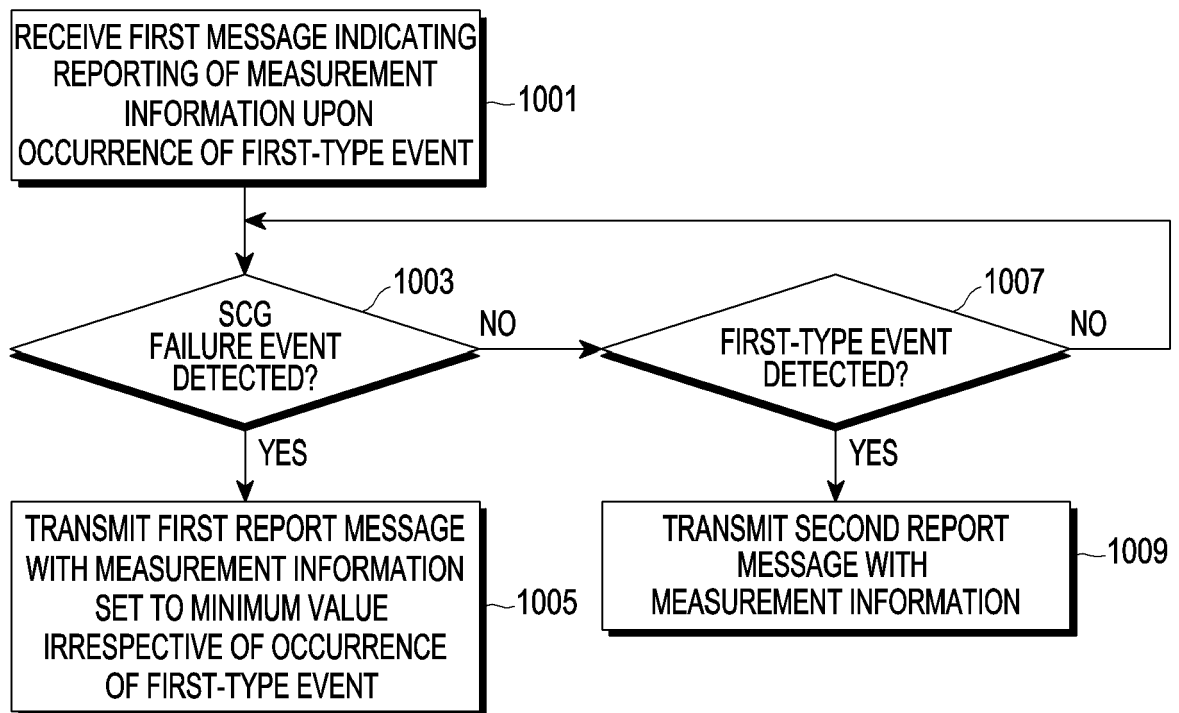 RECEIVE FIRST MESSAGE INDICATING
REPORTING OF MEASUREMENT
INFORMATION UPON
OCCURRENCE OF FIRST-TYPE EVENT
1001
SCG
FAILURE EVENT
DETECTED?
1003
NO
FIRST-TYPE EVENT
DETECTED?
1007
NO
YES
YES
TRANSMIT FIRST REPORT MESSAGE
WITH MEASUREMENT INFORMATION
SET TO MINIMUM VALUE
IRRESPECTIVE OF OCCURRENCE
OF FIRST-TYPE EVENT
1005
TRANSMIT SECOND REPORT
MESSAGE WITH
MEASUREMENT INFORMATION
1009